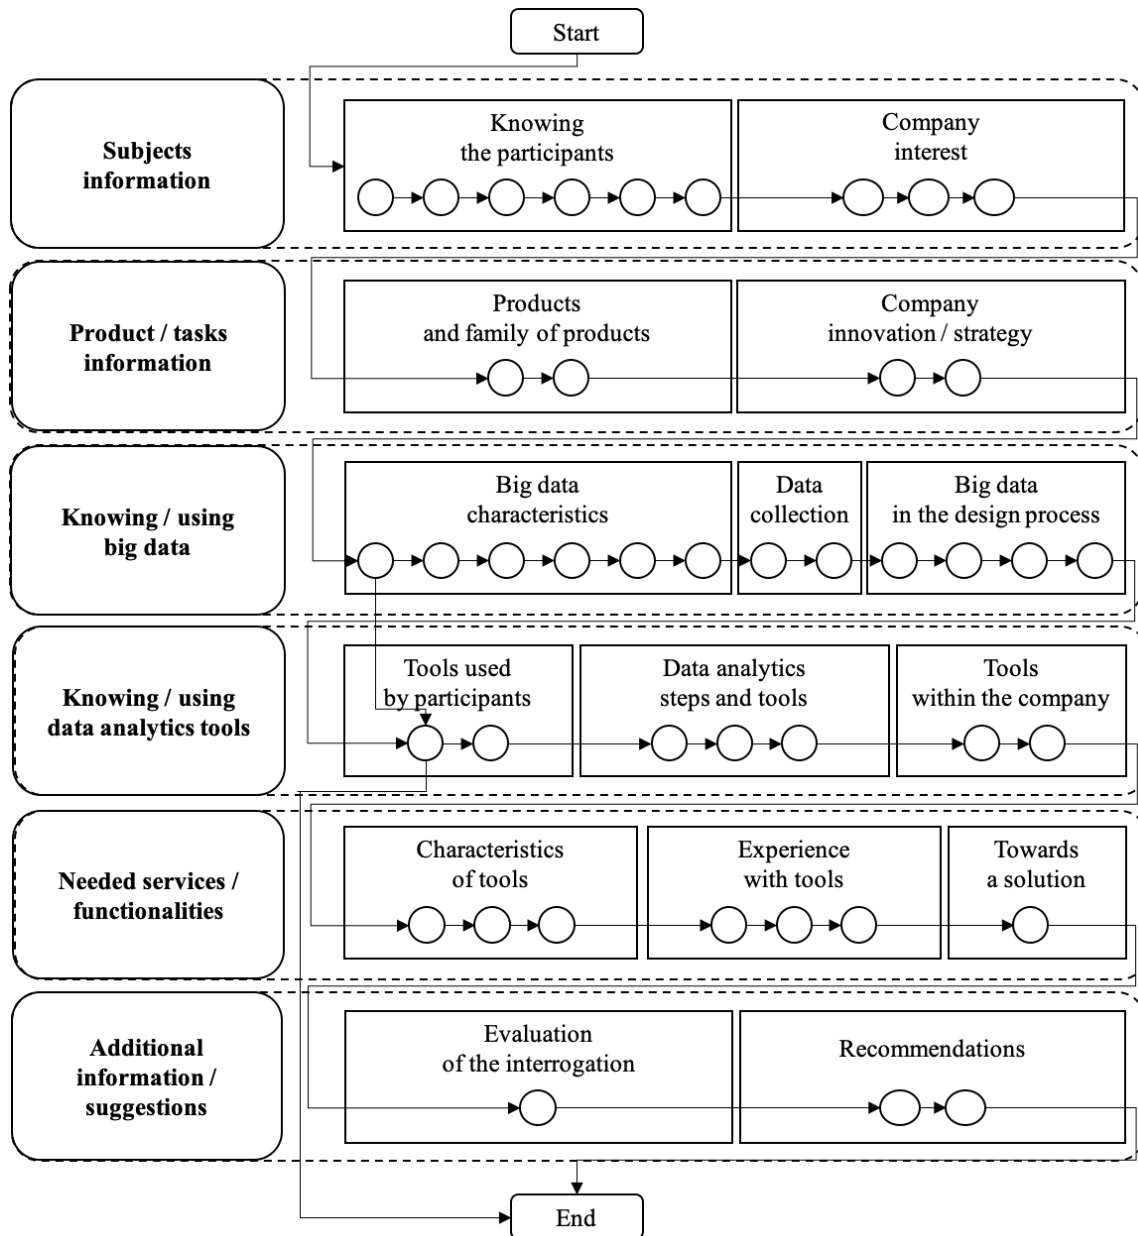 Start
Subjects
information
Knowing
the participants
Company
interest
Product / tasks
information
Products
and family of products
Company
innovation / strategy
Knowing / using
big data
Big data
characteristics
Data
collection
Big data
in the design process
Knowing / using
data analytics tools
Tools used
by participants
Data analytics
steps and tools
Tools
within the company
Needed services /
functionalities
Characteristics
of tools
Experience
with tools
Towards
a solution
Additional
information /
suggestions
Evaluation
of the interrogation
Recommendations
End